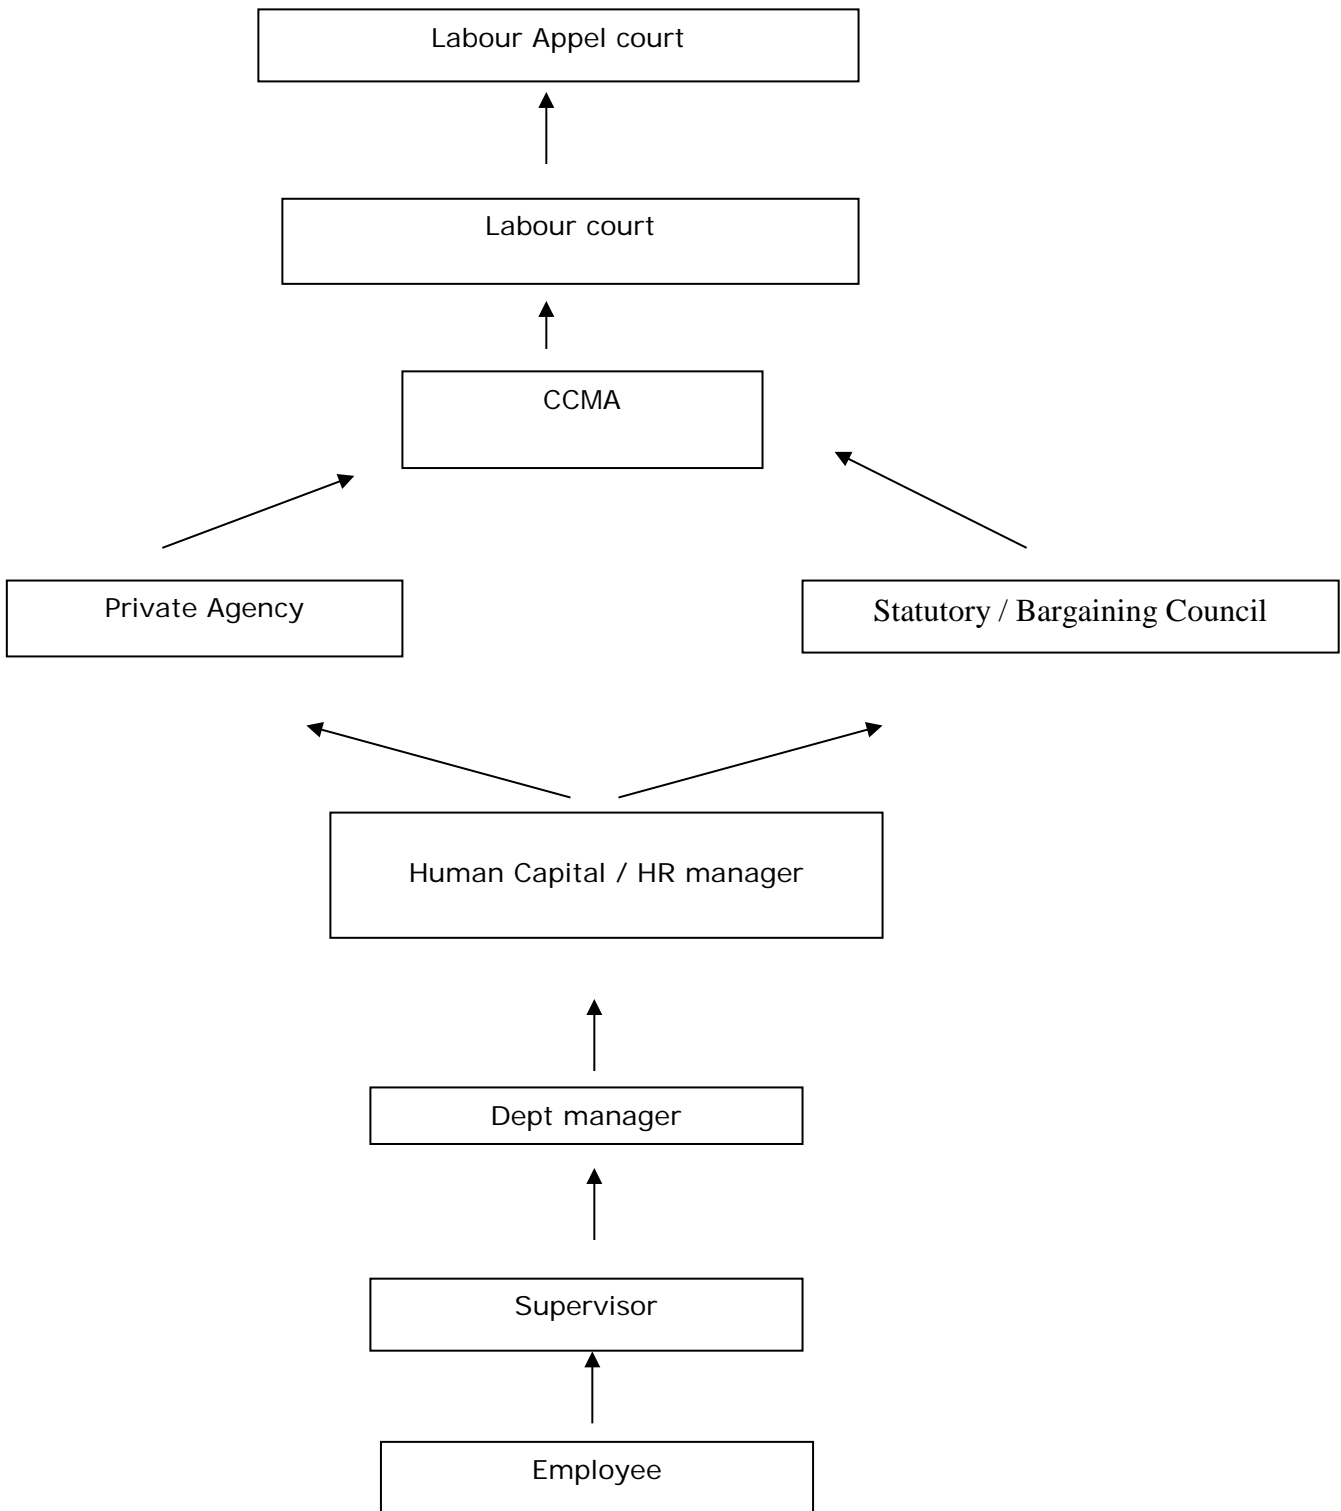 Labour Appel court
Labour court
CCMA
Private Agency
Statutory / Bargaining Council
Human Capital / HR manager
Dept manager
Supervisor
Employee